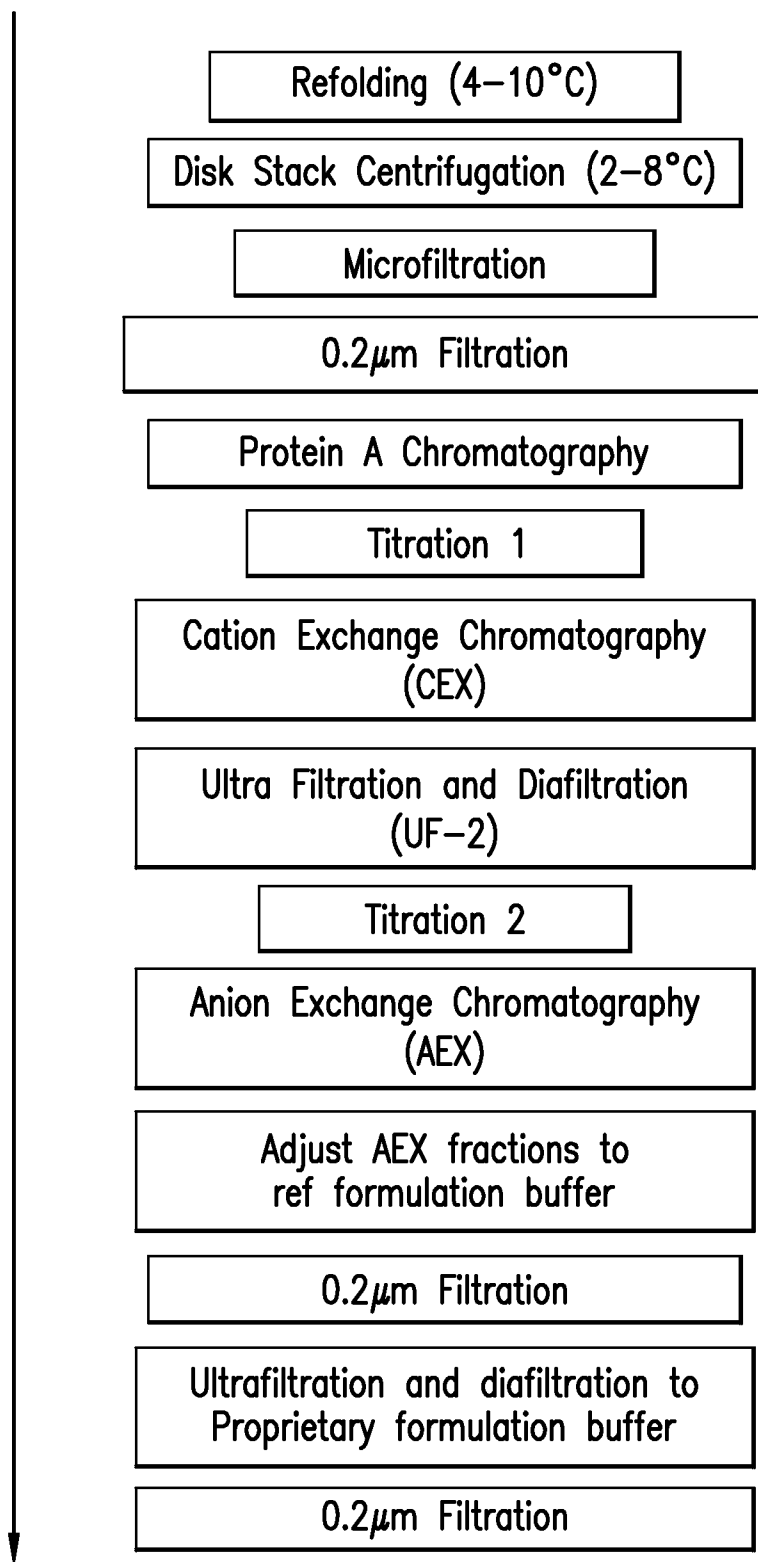 Refolding (4-10°C)
Disk Stack Centrifugation (2-8°C)
Microfiltration
0.2μm Filtration
Protein A Chromatography
Titration 1
Cation Exchange Chromatography
(CEX)
Ultra Filtration and Diafiltration
(UF-2)
Titration 2
Anion Exchange Chromatography
(AEX)
Adjust AEX fractions to
ref formulation buffer
0.2μm Filtration
Ultrafiltration and diafiltration to
Proprietary formulation buffer
0.2μm Filtration